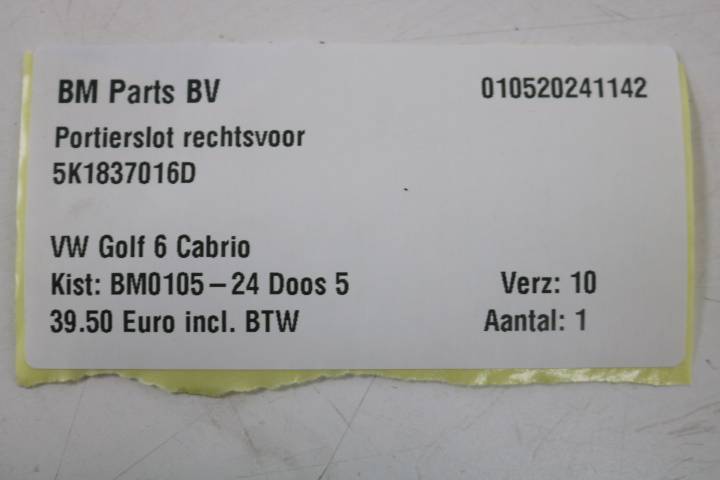 BM Parts BV 010520241142
Portierslot rechtsvoor
5K1837016D
VW Golf 6 Cabrio
Kist: BM0105-24 Doos 5 Verz: 10
39.50 Euro incl. BTW Aantal: 1